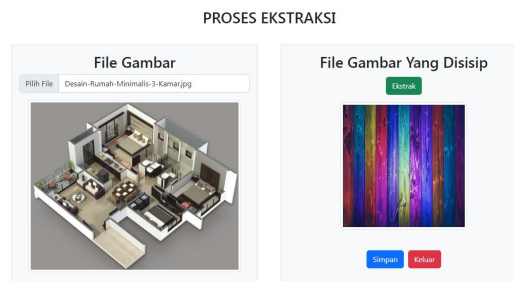 PROSES EKSTRAKSI
File Gambar
Pilih File Desain-Rumah-Minimalis-3-Kamar.jpg
File Gambar Yang Disisip
Ekstrak
Simpan Keluar